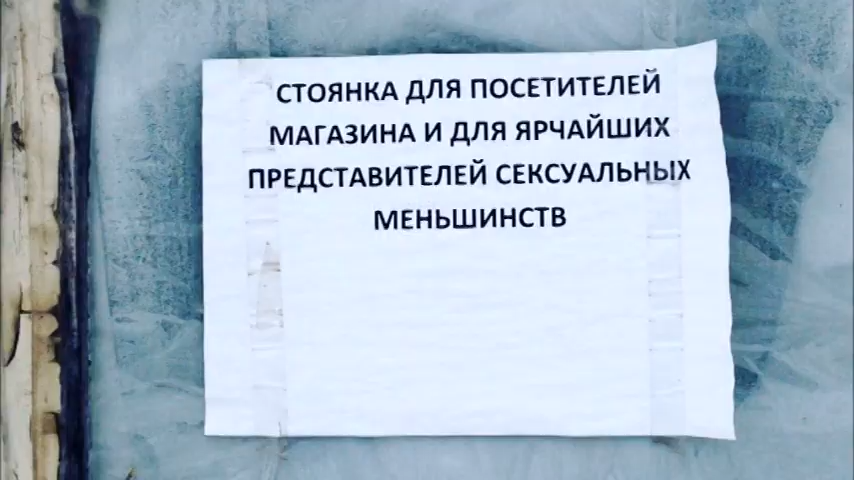 СТОЯНКА ДЛЯ ПОСЕТИТЕЛЕЙ
МАГАЗИНА И ДЛЯ ЯРЧАЙШИХ
ПРЕДСТАВИТЕЛЕЙ СЕКСУАЛЬНЫХ
МЕНЬШИНСТВ